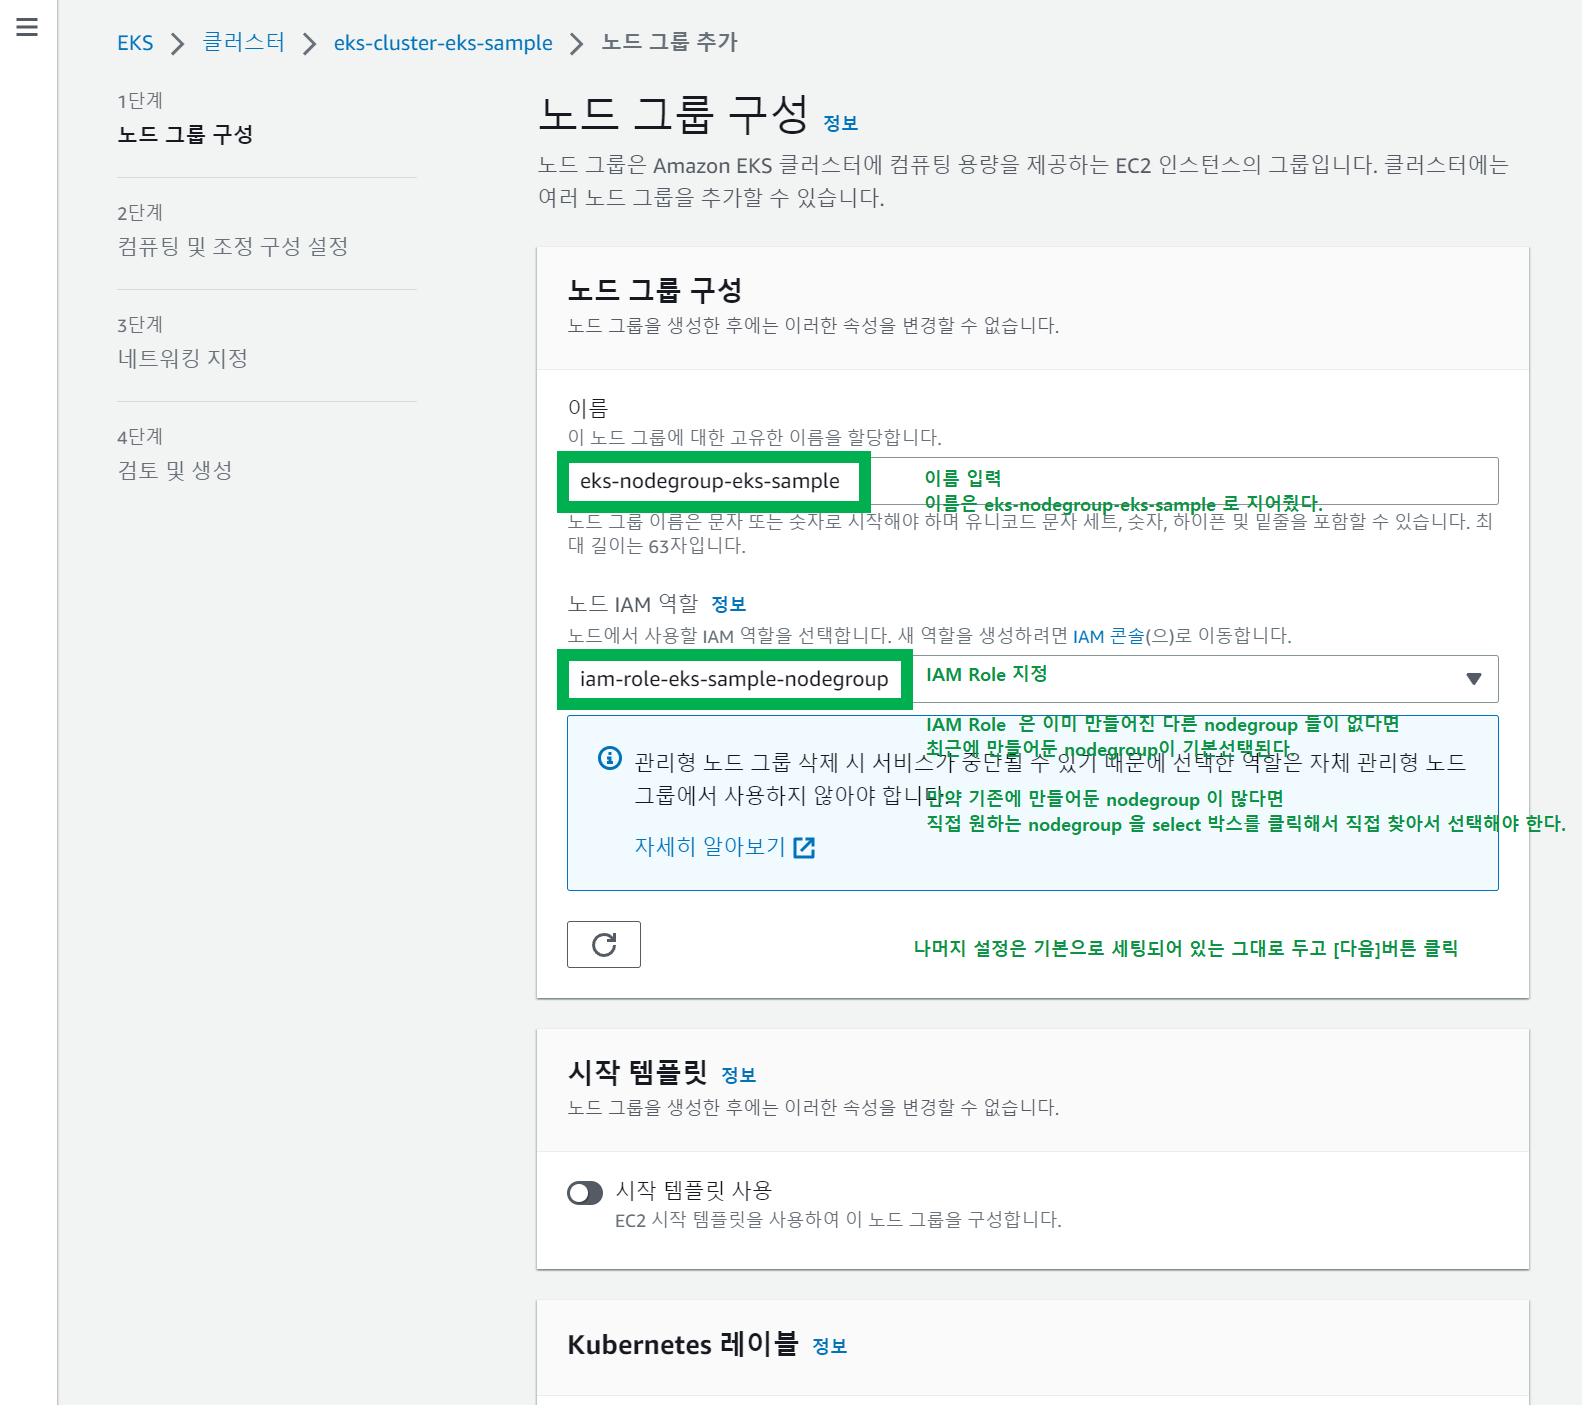 EKS > 클러스터 > eks-cluster-eks-sample > 노드 그룹 추가
1단계
노드 그룹 구성
2단계
컴퓨팅 및 조정 구성 설정
3단계
네트워킹 지정
4단계
검토 및 생성
노드 그룹 구성 정보
노드 그룹은 Amazon EKS 클러스터에 컴퓨팅 용량을 제공하는 EC2 인스턴스의 그룹입니다. 클러스터에는
여러 노드 그룹을 추가할 수 있습니다.
노드 그룹 구성
노드 그룹을 생성한 후에는 이러한 속성을 변경할 수 없습니다.
이름
이 노드 그룹에 대한 고유한 이름을 할당합니다.
eks-nodegroup-eks-sample
이름 입력
이름은 eks-nodegroup-eks-sample 로 지어줬다.
노드 그룹 이름은 문자 또는 숫자로 시작해야 하며 유니코드 문자 세트, 숫자, 하이픈 및 밑줄을 포함할 수 있습니다. 최
대 길이는 63자입니다.
노드 IAM 역할 정보
노드에서 사용할 IAM 역할을 선택합니다. 새 역할을 생성하려면 IAM 콘솔(으)로 이동합니다.
iam-role-eks-sample-nodegroup
IAM Role 지정
IAM Role 은 이미 만들어진 다른 nodegroup 들이 없다면
최근에 만들어둔 nodegroup이 기본선택된다.
관리형 노드 그룹 삭제 시 서비스가 중단될 수 있기 때문에 선택한 역할은 자체 관리형 노드
그룹에서 사용하지 않아야 합니다.
만약 기존에 만들어둔 nodegroup 이 많다면
직접 원하는 nodegroup 을 select 박스를 클릭해서 직접 찾아서 선택해야 한다.
자세히 알아보기
나머지 설정은 기본으로 세팅되어 있는 그대로 두고 [다음]버튼 클릭
시작 템플릿 정보
노드 그룹을 생성한 후에는 이러한 속성을 변경할 수 없습니다.
시작 템플릿 사용
EC2 시작 템플릿을 사용하여 이 노드 그룹을 구성합니다.
Kubernetes 레이블 정보